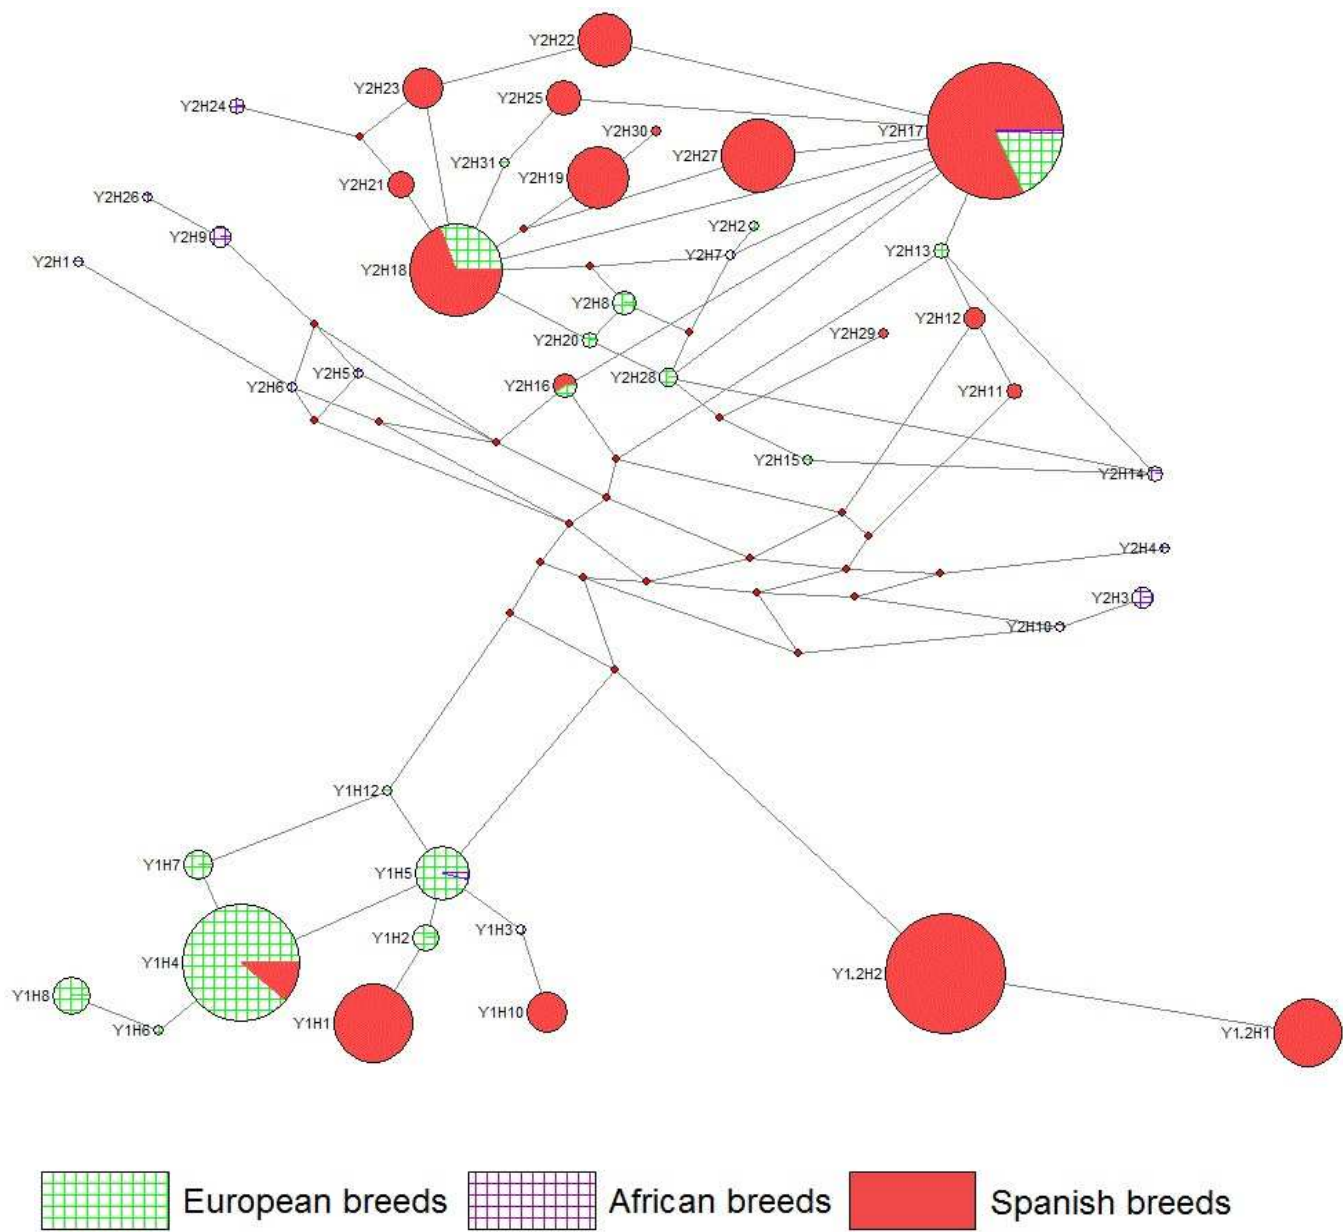 Y2H22
Y2H23
Y2H25
Y2H24
Y2H30
Y2H17
Y2H27
Y2H31
Y2H19
Y2H21
Y2H26
Y2H2
Y2H9
Y2H13
Y2H7
Y2H1
Y2H18
Y2H8
Y2H12
Y2H29
Y2H20
Y2H5
Y2H28
Y2H6
Y2H16
Y2H11
Y2H15
Y2H14
Y2H4
Y2H3
Y2H10
Y1H12
Y1H7
Y1H5
Y1H3
Y1H2
Y1H4
Y1.2H2
Y1H8
Y1H10
Y1H1
Y1H6
Y1.2H1
European breeds African breeds Spanish breeds